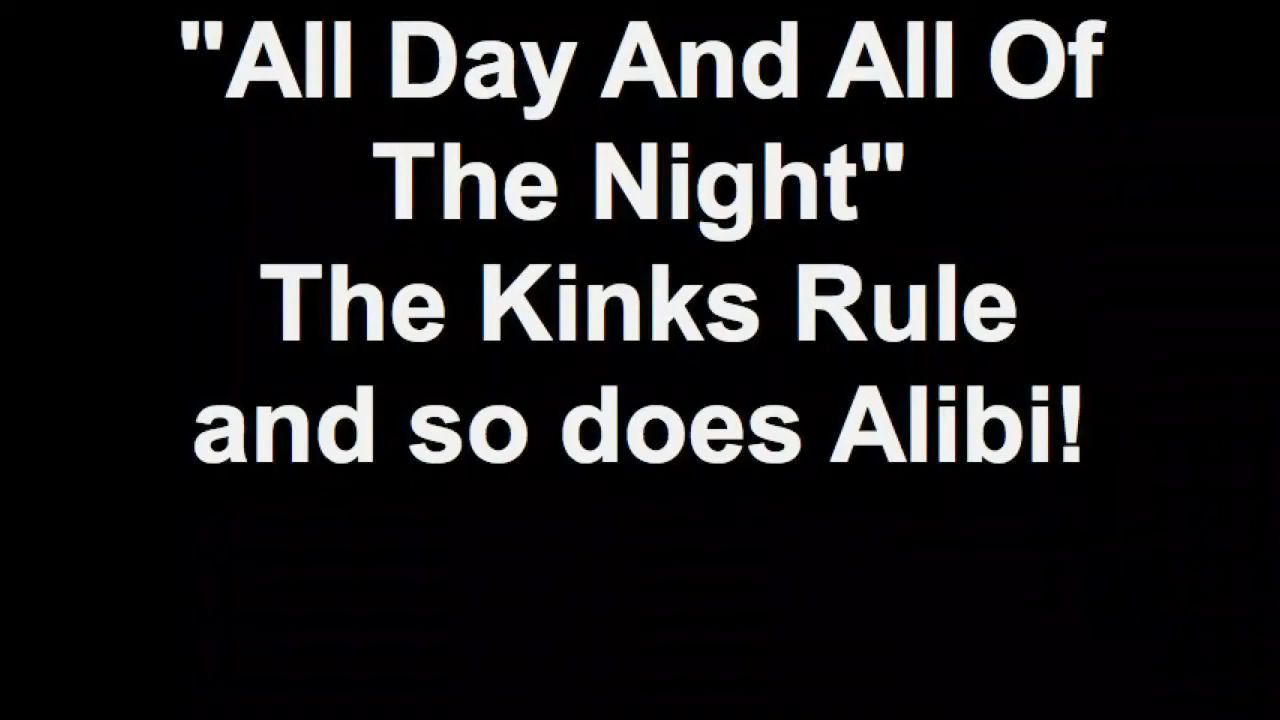 "All Day And All Of
The Night"
The Kinks Rule
and so does Alibi!